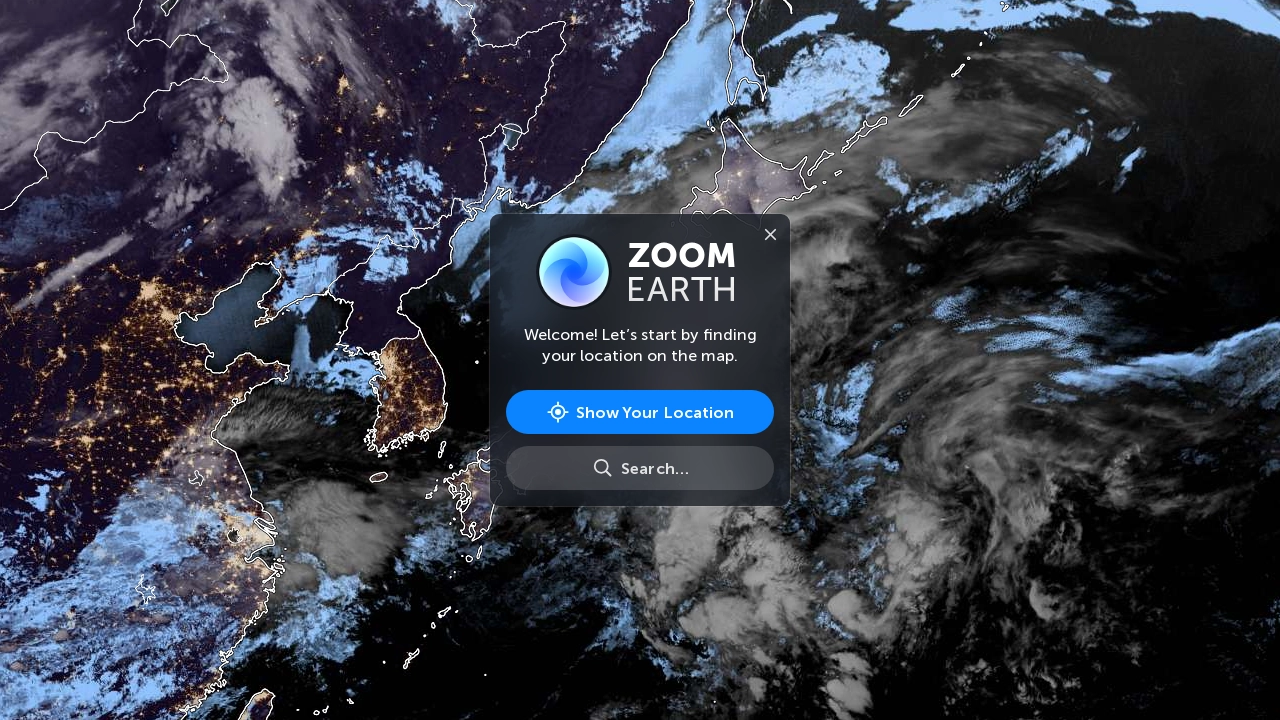 ZOOM
EARTH
Welcome! Let’s start by finding
your location on the map.
Show Your Location
Search…